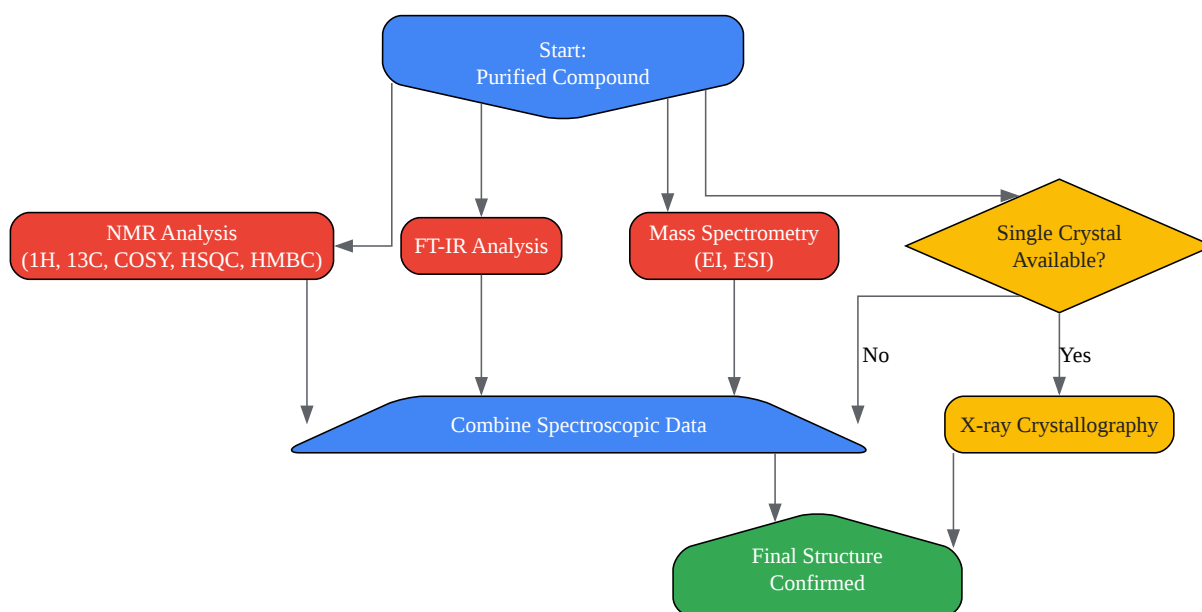 Start:
Purified Compound
NMR Analysis
(1H, 13C, COSY, HSQC, HMBC)
FT-IR Analysis
Mass Spectrometry
(EI, ESI)
Single Crystal
Available?
No
Yes
Combine Spectroscopic Data
X-ray Crystallography
Final Structure
Confirmed